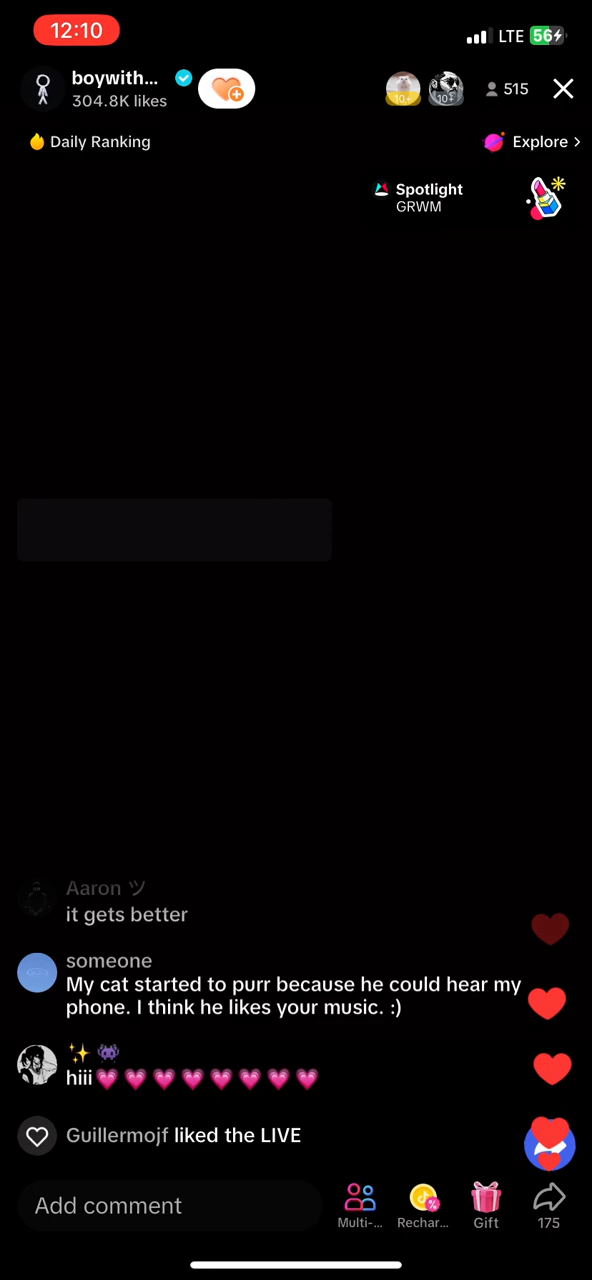 12:10
LTE 56
boywith...
304.8K likes
10+
10+
515
Daily Ranking
Explore >
Spotlight
GRWM
Aaron ツ
it gets better
someone
My cat started to purr because he could hear my
phone. I think he likes your music. :)
✨ 👾
hiii💗💗💗💗💗💗💗💗
Guillermojf liked the LIVE
Add comment
Multi-...
Rechar...
Gift
175